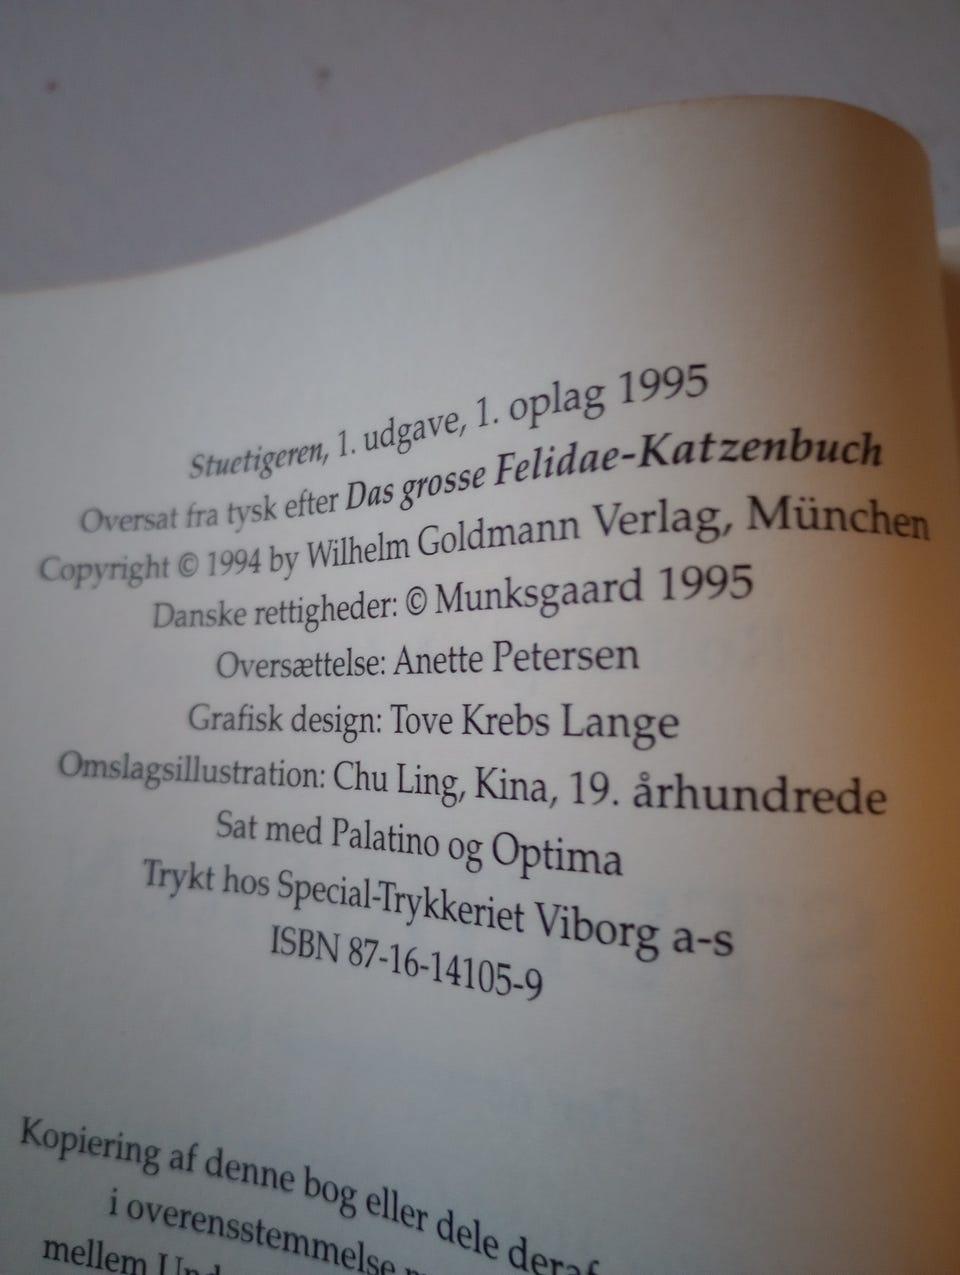 Stuetigeren, 1. udgave, 1. oplag 1995
Oversat fra tysk efter Das grosse Felidae-Katzenbuch
Copyright © 1994 by Wilhelm Goldmann Verlag, München
Danske rettigheder: © Munksgaard 1995
Oversættelse: Anette Petersen
Grafisk design: Tove Krebs Lange
Omslagsillustration: Chu Ling, Kina, 19. århundrede
Sat med Palatino og Optima
Trykt hos Special-Trykkeriet Viborg a-s
ISBN 87-16-14105-9
Kopiering af denne bog eller dele deraf
i overensstemmelse
mellem